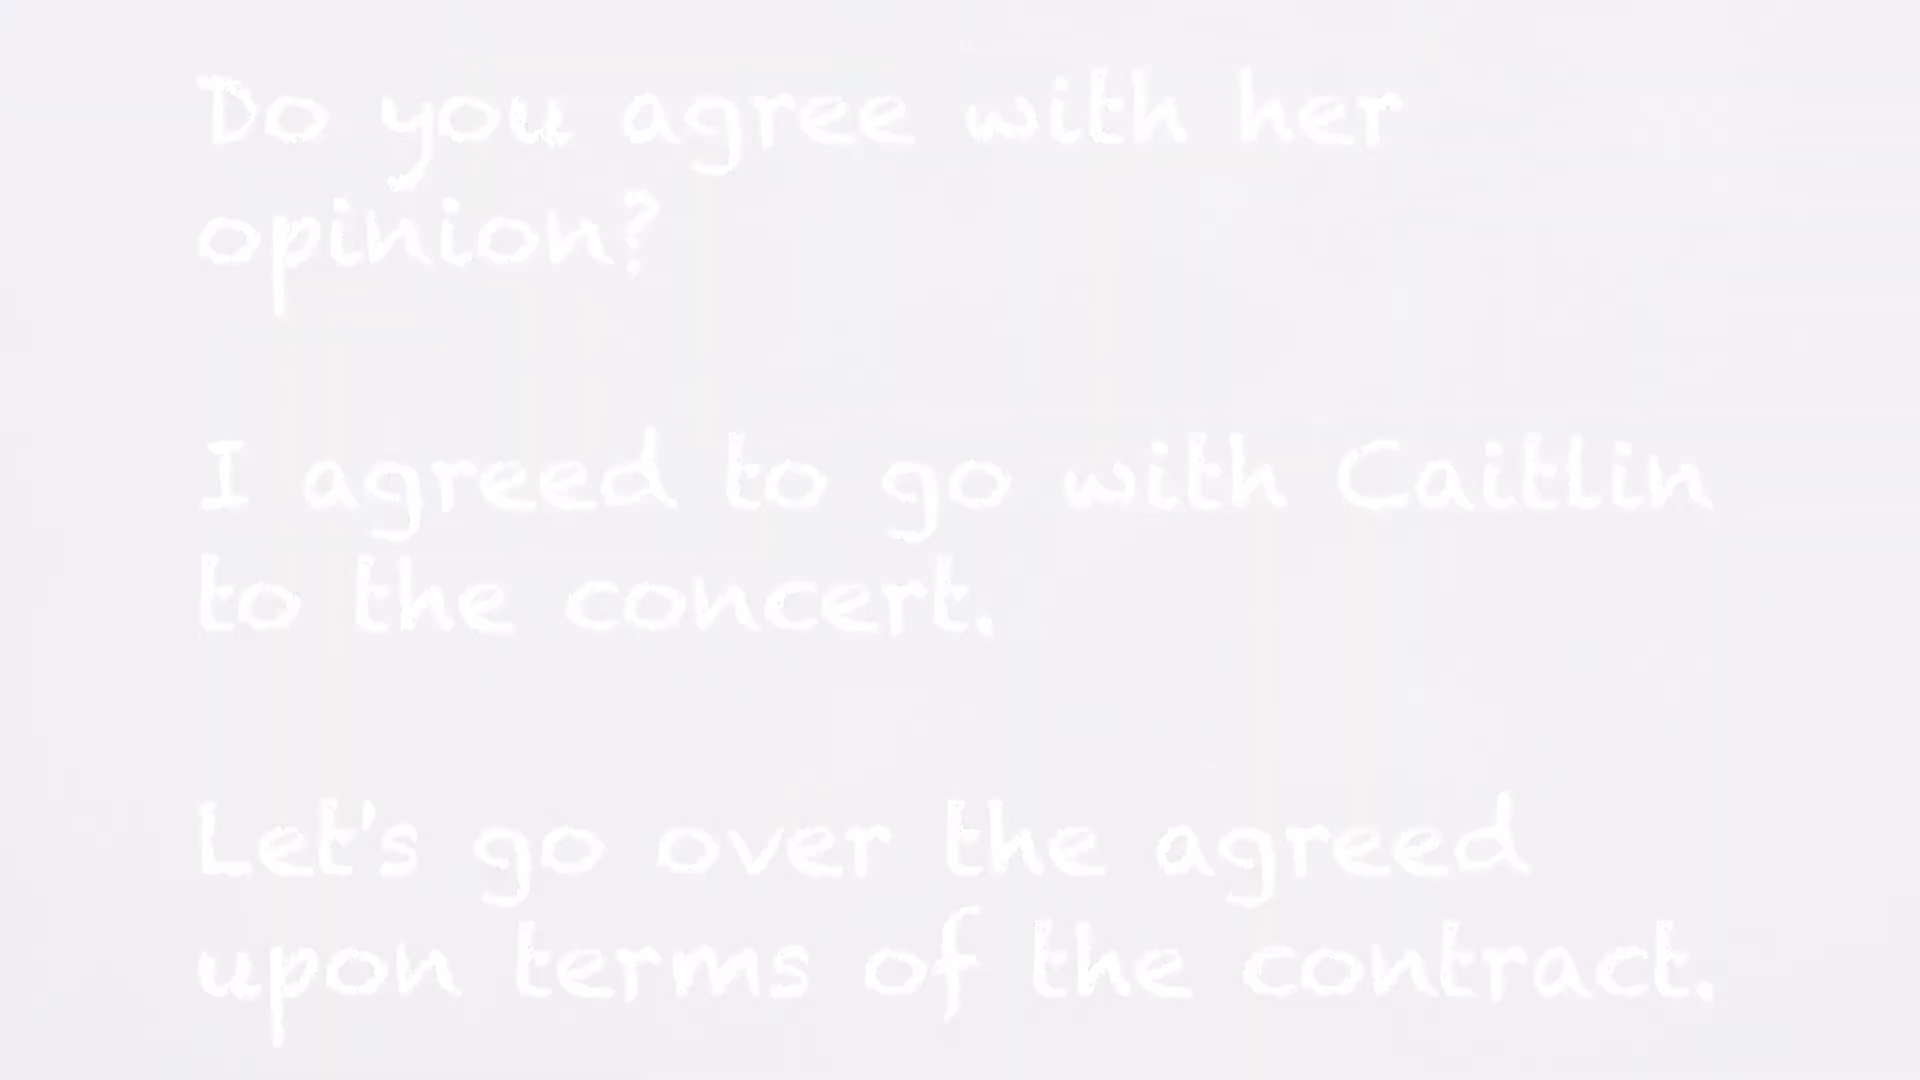 Do you agree with her
opinion?
I agreed to go with Caitlin
to the concert.
Let's go over the agreed
upon terms of the contract.